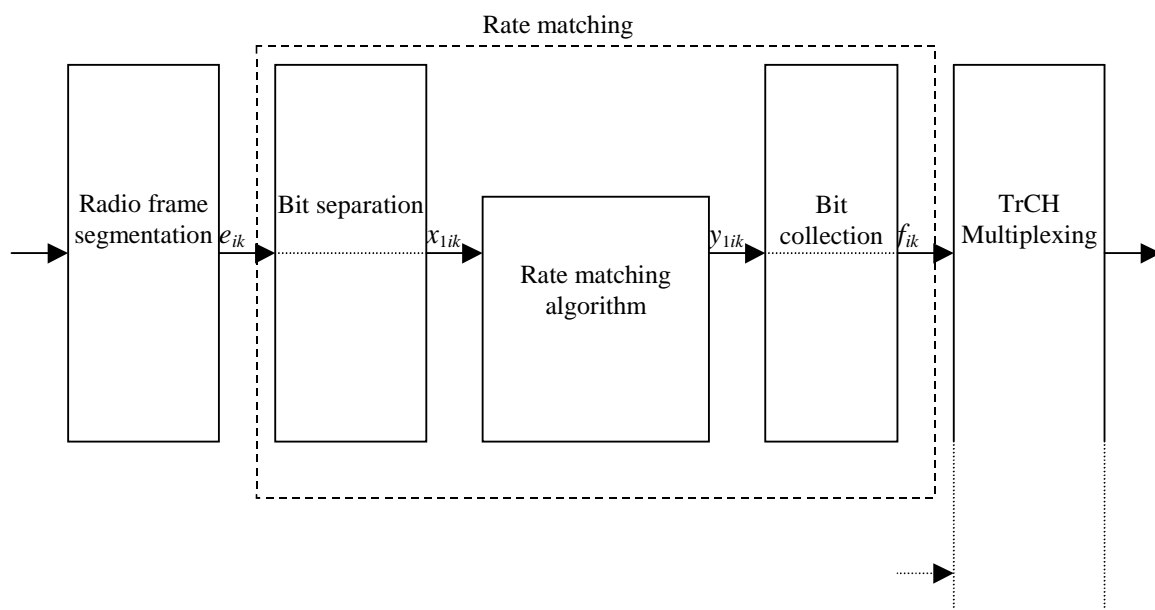 Rate matching
Radio frame
segmentation
e_ik
Bit separation
x_1ik
Rate matching
algorithm
y_1ik
Bit
collection
f_ik
TrCH
Multiplexing